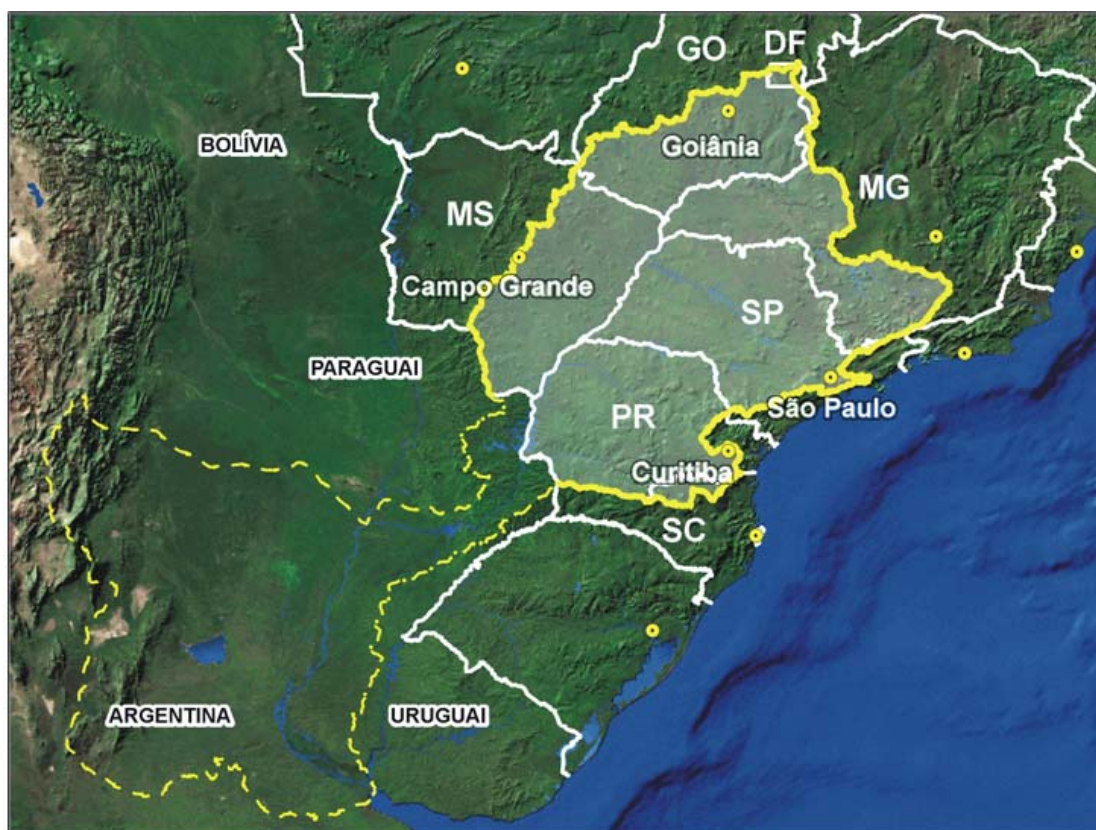 GO
DF
BOLÍVIA
Goiânia
MS
MG
Campo Grande
SP
PARAGUAI
São Paulo
PR
Curitiba
SC
ARGENTINA
URUGUAI